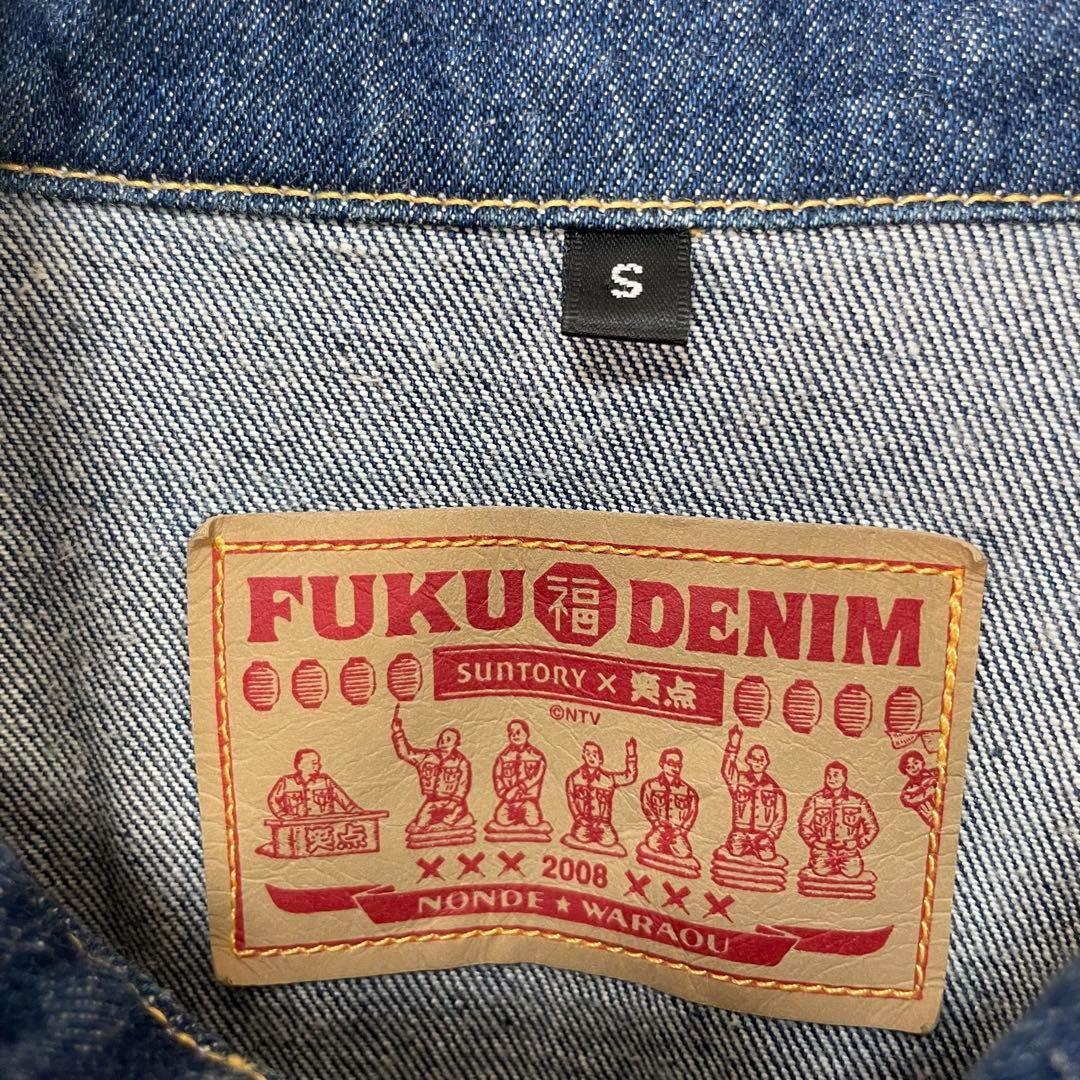 S
FUKU 福 DENIM
SUNTORY × 笑点
©NTV
笑点
××× 2008 ×××
NONDE ★ WARAOU